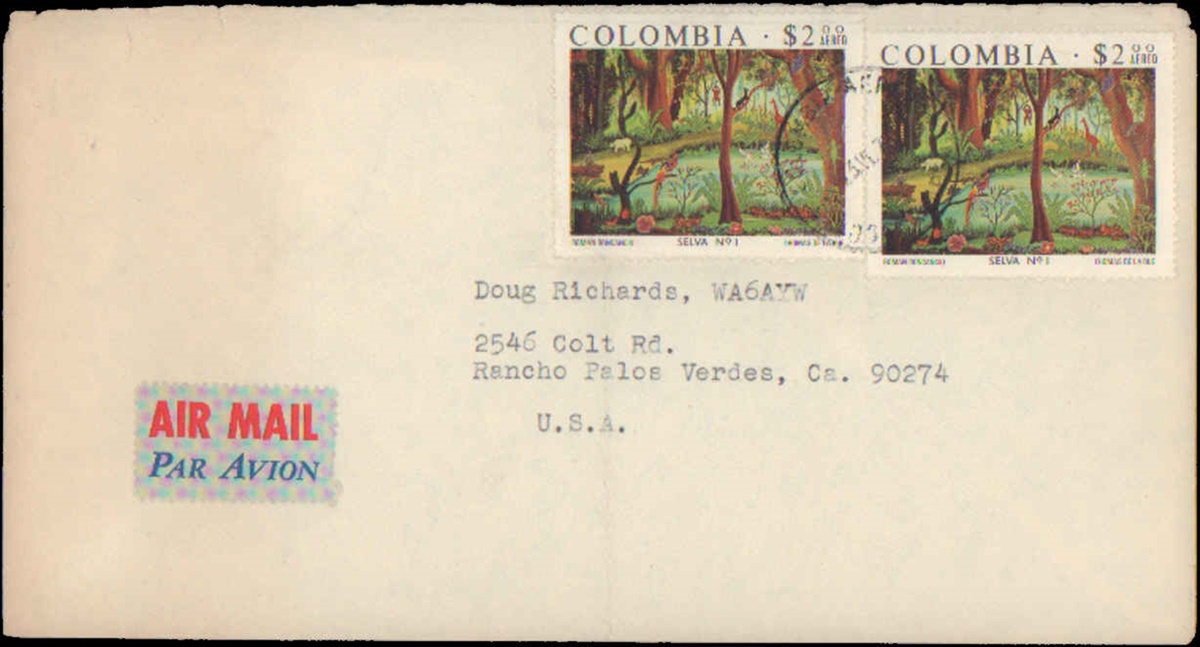 COLOMBIA · $2.00
AEREO
SELVA Nº1
COLOMBIA · $2.00
AEREO
SELVA Nº1
Doug Richards, WA6AYW
2546 Colt Rd.
Rancho Palos Verdes, Ca. 90274
U.S.A.
AIR MAIL
PAR AVION